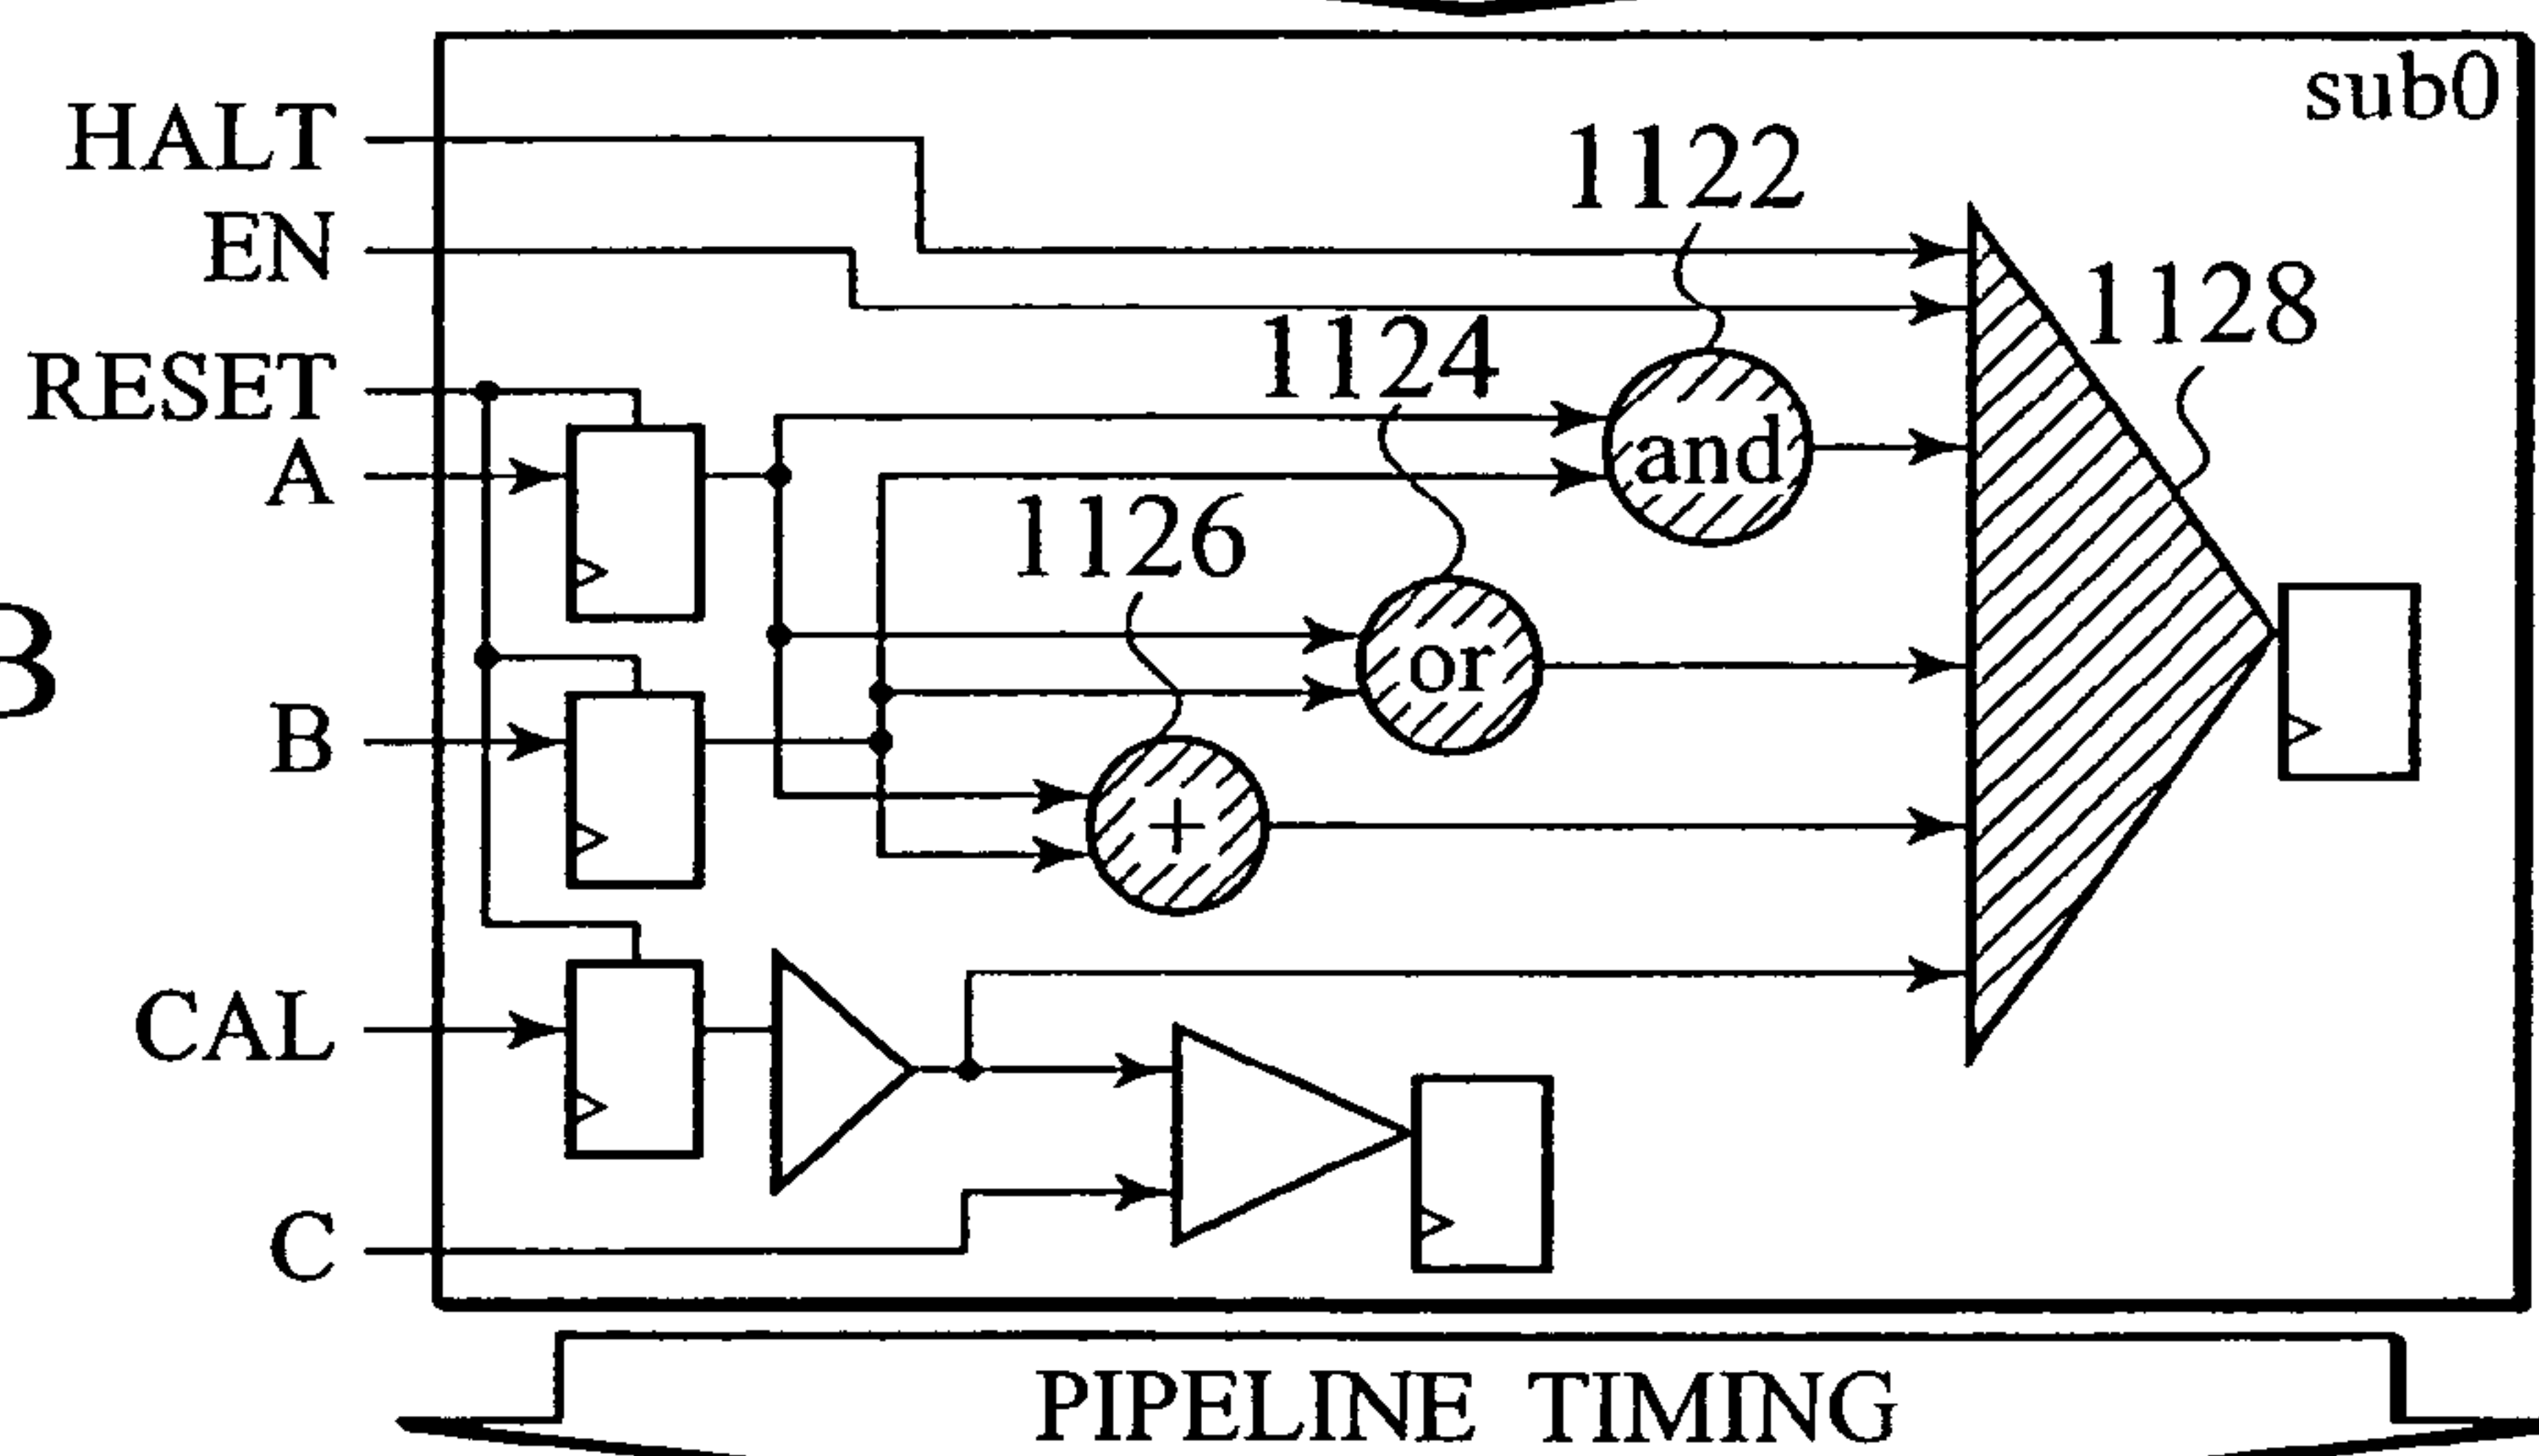 sub0
HALT
1122
EN
1128
1124
RESET
and
A
1126
or
B
B
+
CAL
C
PIPELINE TIMING